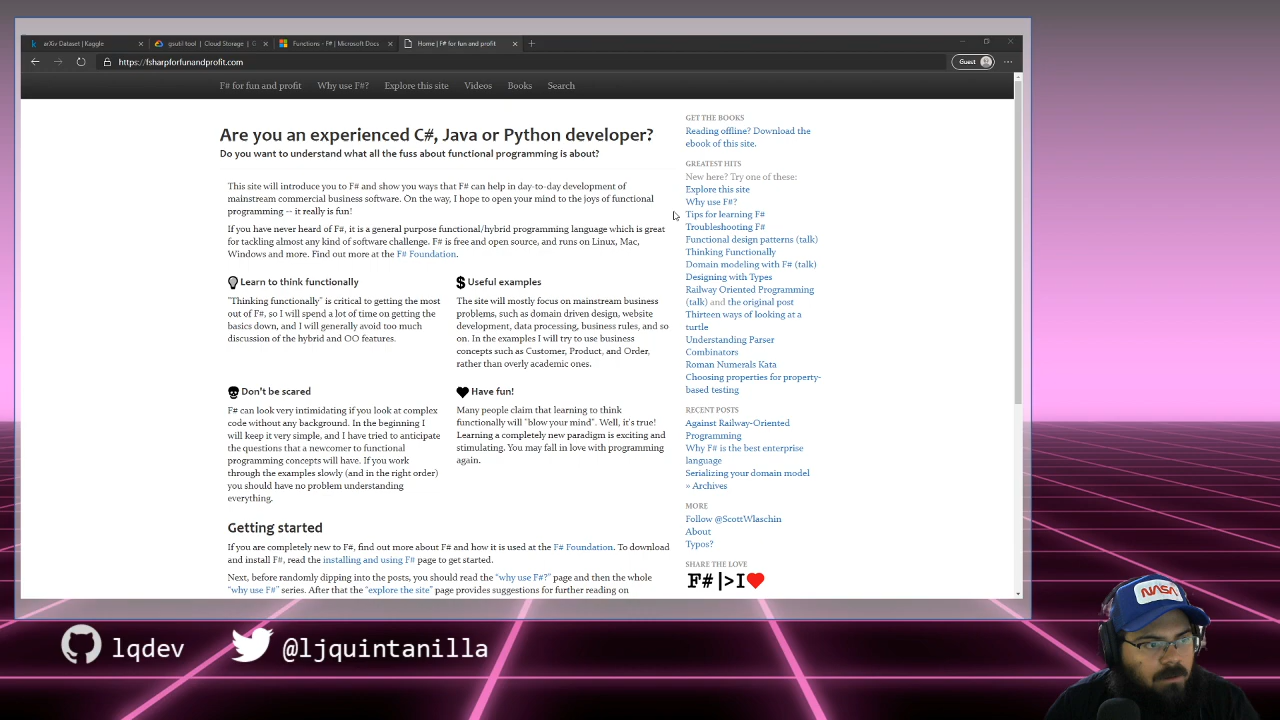 arXiv Dataset | Kaggle
gsutil tool | Cloud Storage | G
Functions - F# | Microsoft Docs
Home | F# for fun and profit
https://fsharpforfunandprofit.com
Guest
F# for fun and profit
Why use F#?
Explore this site
Videos
Books
Search
Are you an experienced C#, Java or Python developer?
Do you want to understand what all the fuss about functional programming is about?
This site will introduce you to F# and show you ways that F# can help in day-to-day development of
mainstream commercial business software. On the way, I hope to open your mind to the joys of functional
programming -- it really is fun!
If you have never heard of F#, it is a general purpose functional/hybrid programming language which is great
for tackling almost any kind of software challenge. F# is free and open source, and runs on Linux, Mac,
Windows and more. Find out more at the F# Foundation.
Learn to think functionally
"Thinking functionally" is critical to getting the most
out of F#, so I will spend a lot of time on getting the
basics down, and I will generally avoid too much
discussion of the hybrid and OO features.
Useful examples
The site will mostly focus on mainstream business
problems, such as domain driven design, website
development, data processing, business rules, and so
on. In the examples I will try to use business
concepts such as Customer, Product, and Order,
rather than overly academic ones.
Don't be scared
F# can look very intimidating if you look at complex
code without any background. In the beginning I
will keep it very simple, and I have tried to anticipate
the questions that a newcomer to functional
programming concepts will have. If you work
through the examples slowly (and in the right order)
you should have no problem understanding
everything.
Have fun!
Many people claim that learning to think
functionally will "blow your mind". Well, it's true!
Learning a completely new paradigm is exciting and
stimulating. You may fall in love with programming
again.
Getting started
If you are completely new to F#, find out more about F# and how it is used at the F# Foundation. To download
and install F#, read the installing and using F# page to get started.
Next, before randomly dipping into the posts, you should read the "why use F#?" page and then the whole
"why use F#" series. After that the "explore the site" page provides suggestions for further reading on
GET THE BOOKS
Reading offline? Download the
ebook of this site.
GREATEST HITS
New here? Try one of these:
Explore this site
Why use F#?
Tips for learning F#
Troubleshooting F#
Functional design patterns (talk)
Thinking Functionally
Domain modeling with F# (talk)
Designing with Types
Railway Oriented Programming
(talk) and the original post
Thirteen ways of looking at a
turtle
Understanding Parser
Combinators
Roman Numerals Kata
Choosing properties for property-
based testing
RECENT POSTS
Against Railway-Oriented
Programming
Why F# is the best enterprise
language
Serializing your domain model
» Archives
MORE
Follow @ScottWlaschin
About
Typos?
SHARE THE LOVE
F# |> I
NASA
lqdev
@ljquintanilla